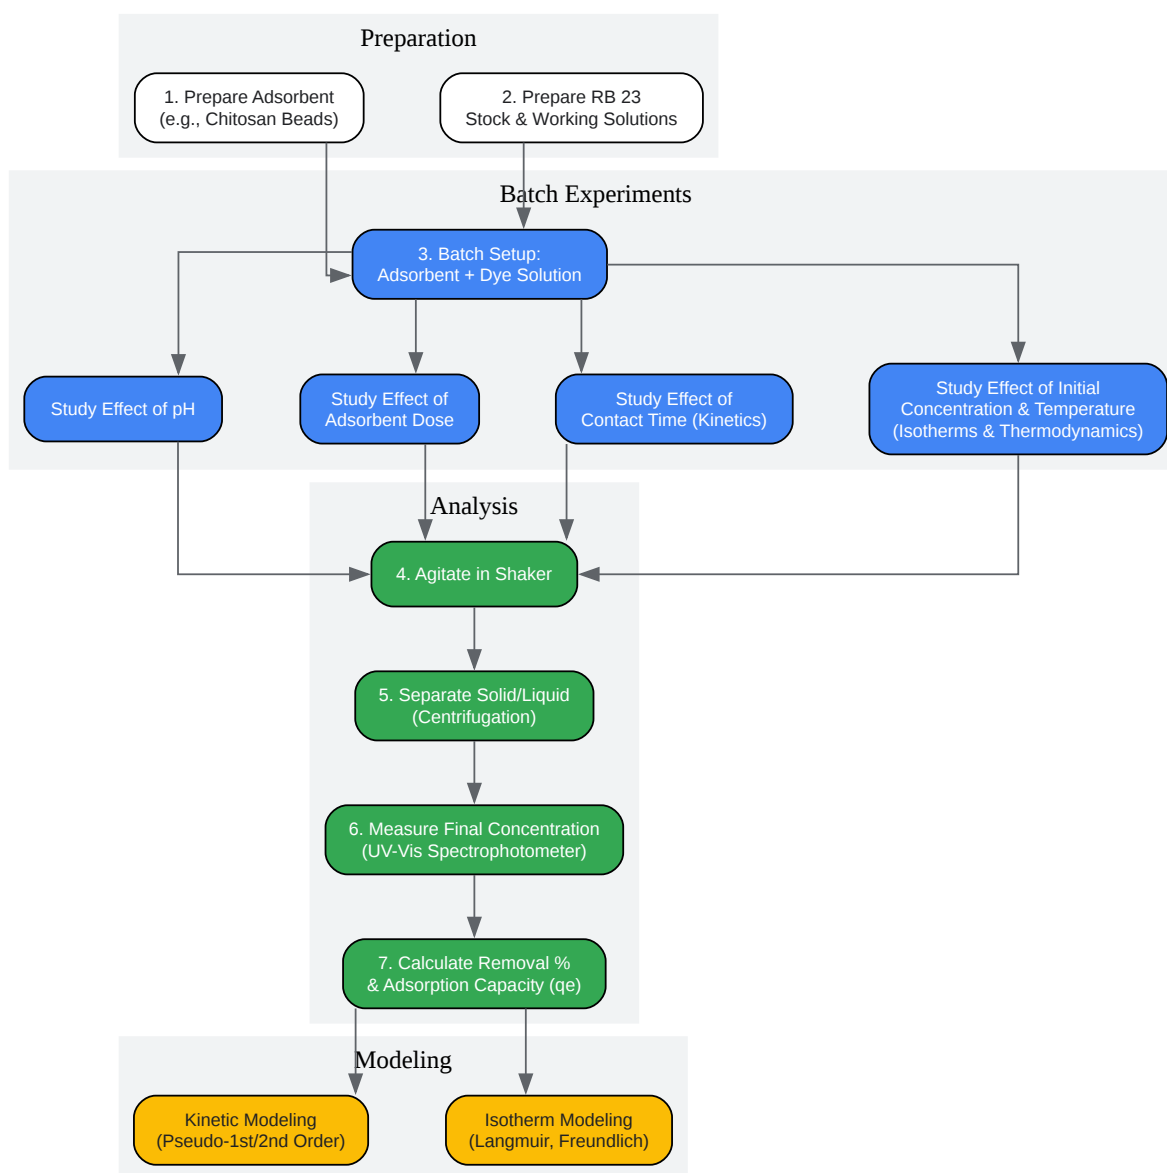 Preparation
1. Prepare Adsorbent
(e.g., Chitosan Beads)
2. Prepare RB 23
Stock & Working Solutions
Batch Experiments
3. Batch Setup:
Adsorbent + Dye Solution
Study Effect of pH
Study Effect of
Adsorbent Dose
Study Effect of
Contact Time (Kinetics)
Study Effect of Initial
Concentration & Temperature
(Isotherms & Thermodynamics)
Analysis
4. Agitate in Shaker
5. Separate Solid/Liquid
(Centrifugation)
6. Measure Final Concentration
(UV-Vis Spectrophotometer)
7. Calculate Removal %
& Adsorption Capacity (qe)
Modeling
Kinetic Modeling
(Pseudo-1st/2nd Order)
Isotherm Modeling
(Langmuir, Freundlich)